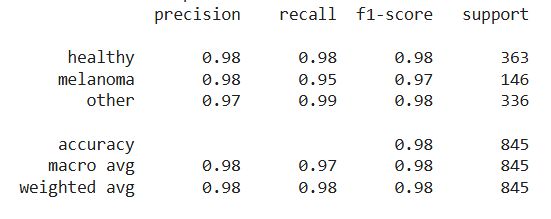 precision recall f1-score support
healthy 0.98 0.98 0.98 363
melanoma 0.98 0.95 0.97 146
other 0.97 0.99 0.98 336
accuracy 0.98 845
macro avg 0.98 0.97 0.98 845
weighted avg 0.98 0.98 0.98 845